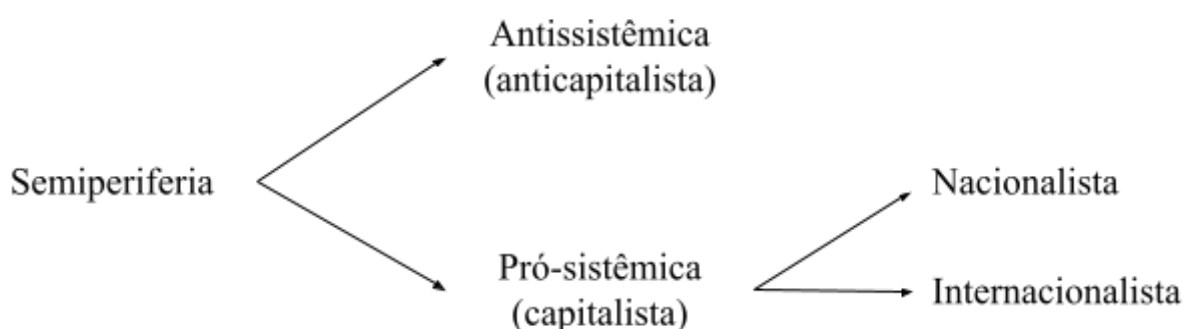 Antissistêmica
(anticapitalista)
Semiperiferia
Nacionalista
Pró-sistêmica
(capitalista)
Internacionalista